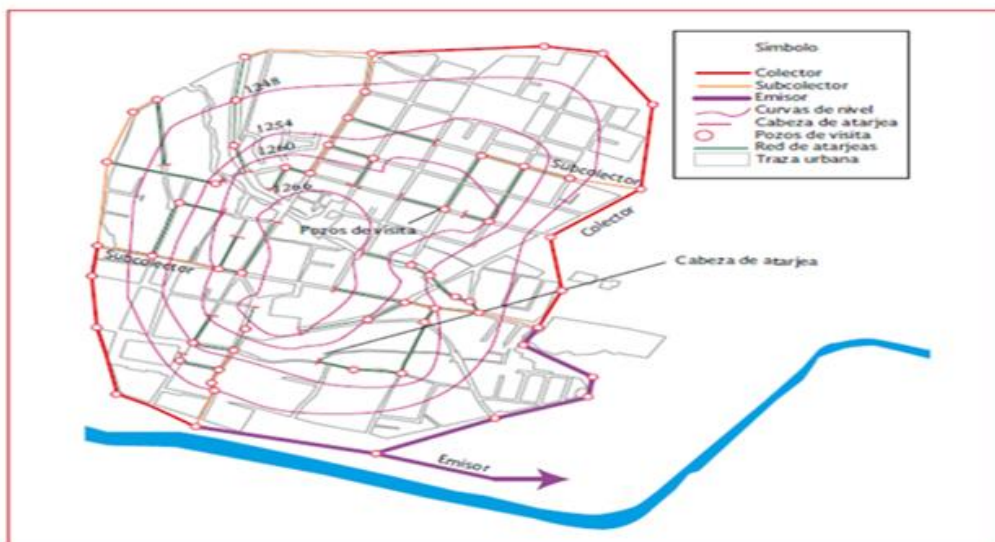 Símbolo
Colector
Subcolector
Emisor
Curvas de nivel
Cabeza de atarjea
Pozos de visita
Red de atarjeas
Traza urbana
1248
1254
1260
1266
Subcolector
Colector
Pozos de visita
Subcolector
Cabeza de atarjea
Emisor